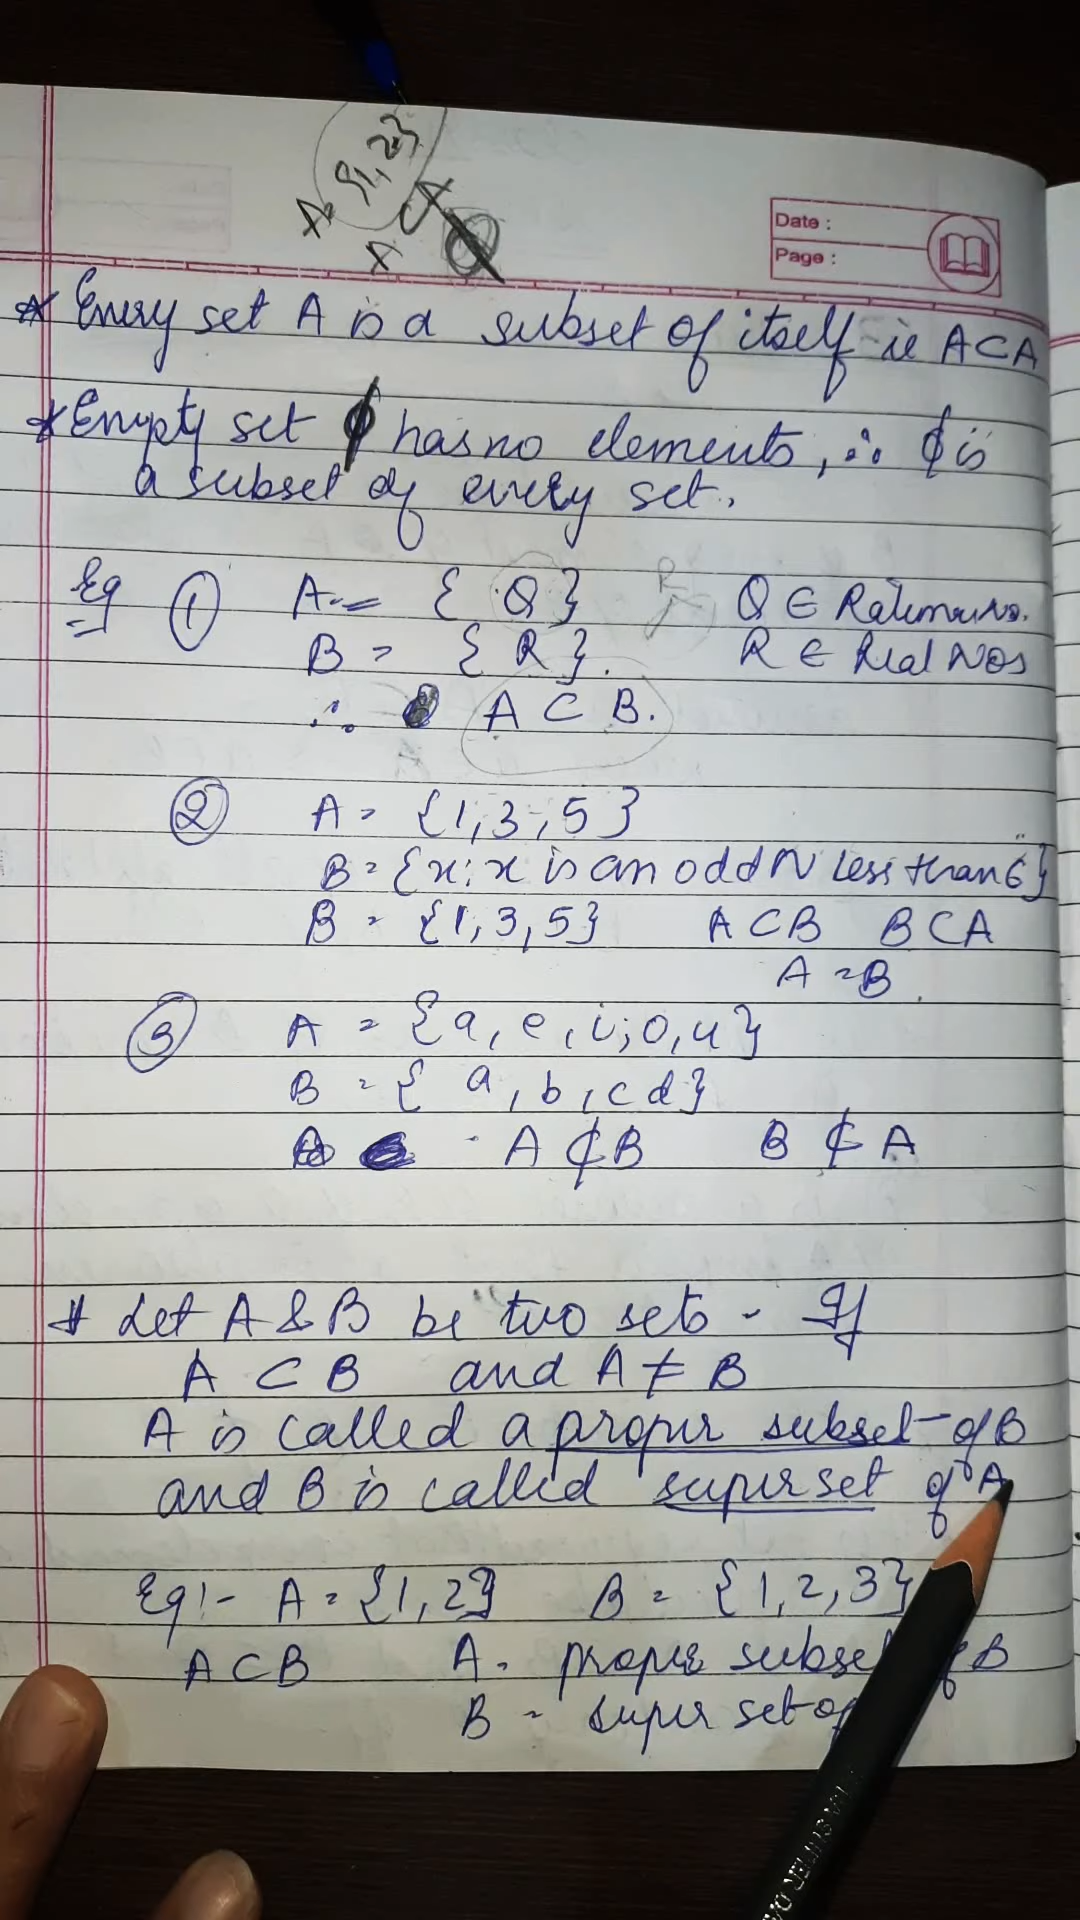 A = {1, 2}
A ⊂ A
Date :
Page :
* Every set A is a subset of itself ie A ⊂ A
* Empty set ϕ has no elements, ∴ ϕ is
a subset of every set.
Eg ① A = { Q } R Q ∈ Rational Nos.
B = { R }. R ∈ Real Nos
∴ A ⊂ B.
② A = {1, 3, 5}
B = {x : x is an odd N less than 6}
B = {1, 3, 5} A ⊂ B B ⊂ A
A = B.
③ A = {a, e, i, o, u}
B = { a, b, c d}
A ⊄ B B ⊄ A
* Let A & B be two sets - If
A ⊂ B and A ≠ B
A is called a proper subset of B
and B is called superset of A
Eg:- A = {1, 2} B = {1, 2, 3}
A ⊂ B A = proper subset of B
B = super set of